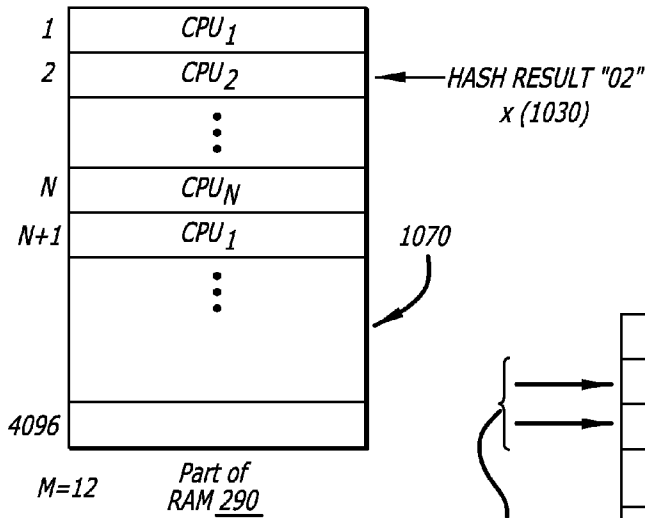 1 CPU1
2 CPU2
HASH RESULT "02"
x (1030)
N CPUN
N+1 CPU1
1070
4096
M=12
Part of
RAM 290